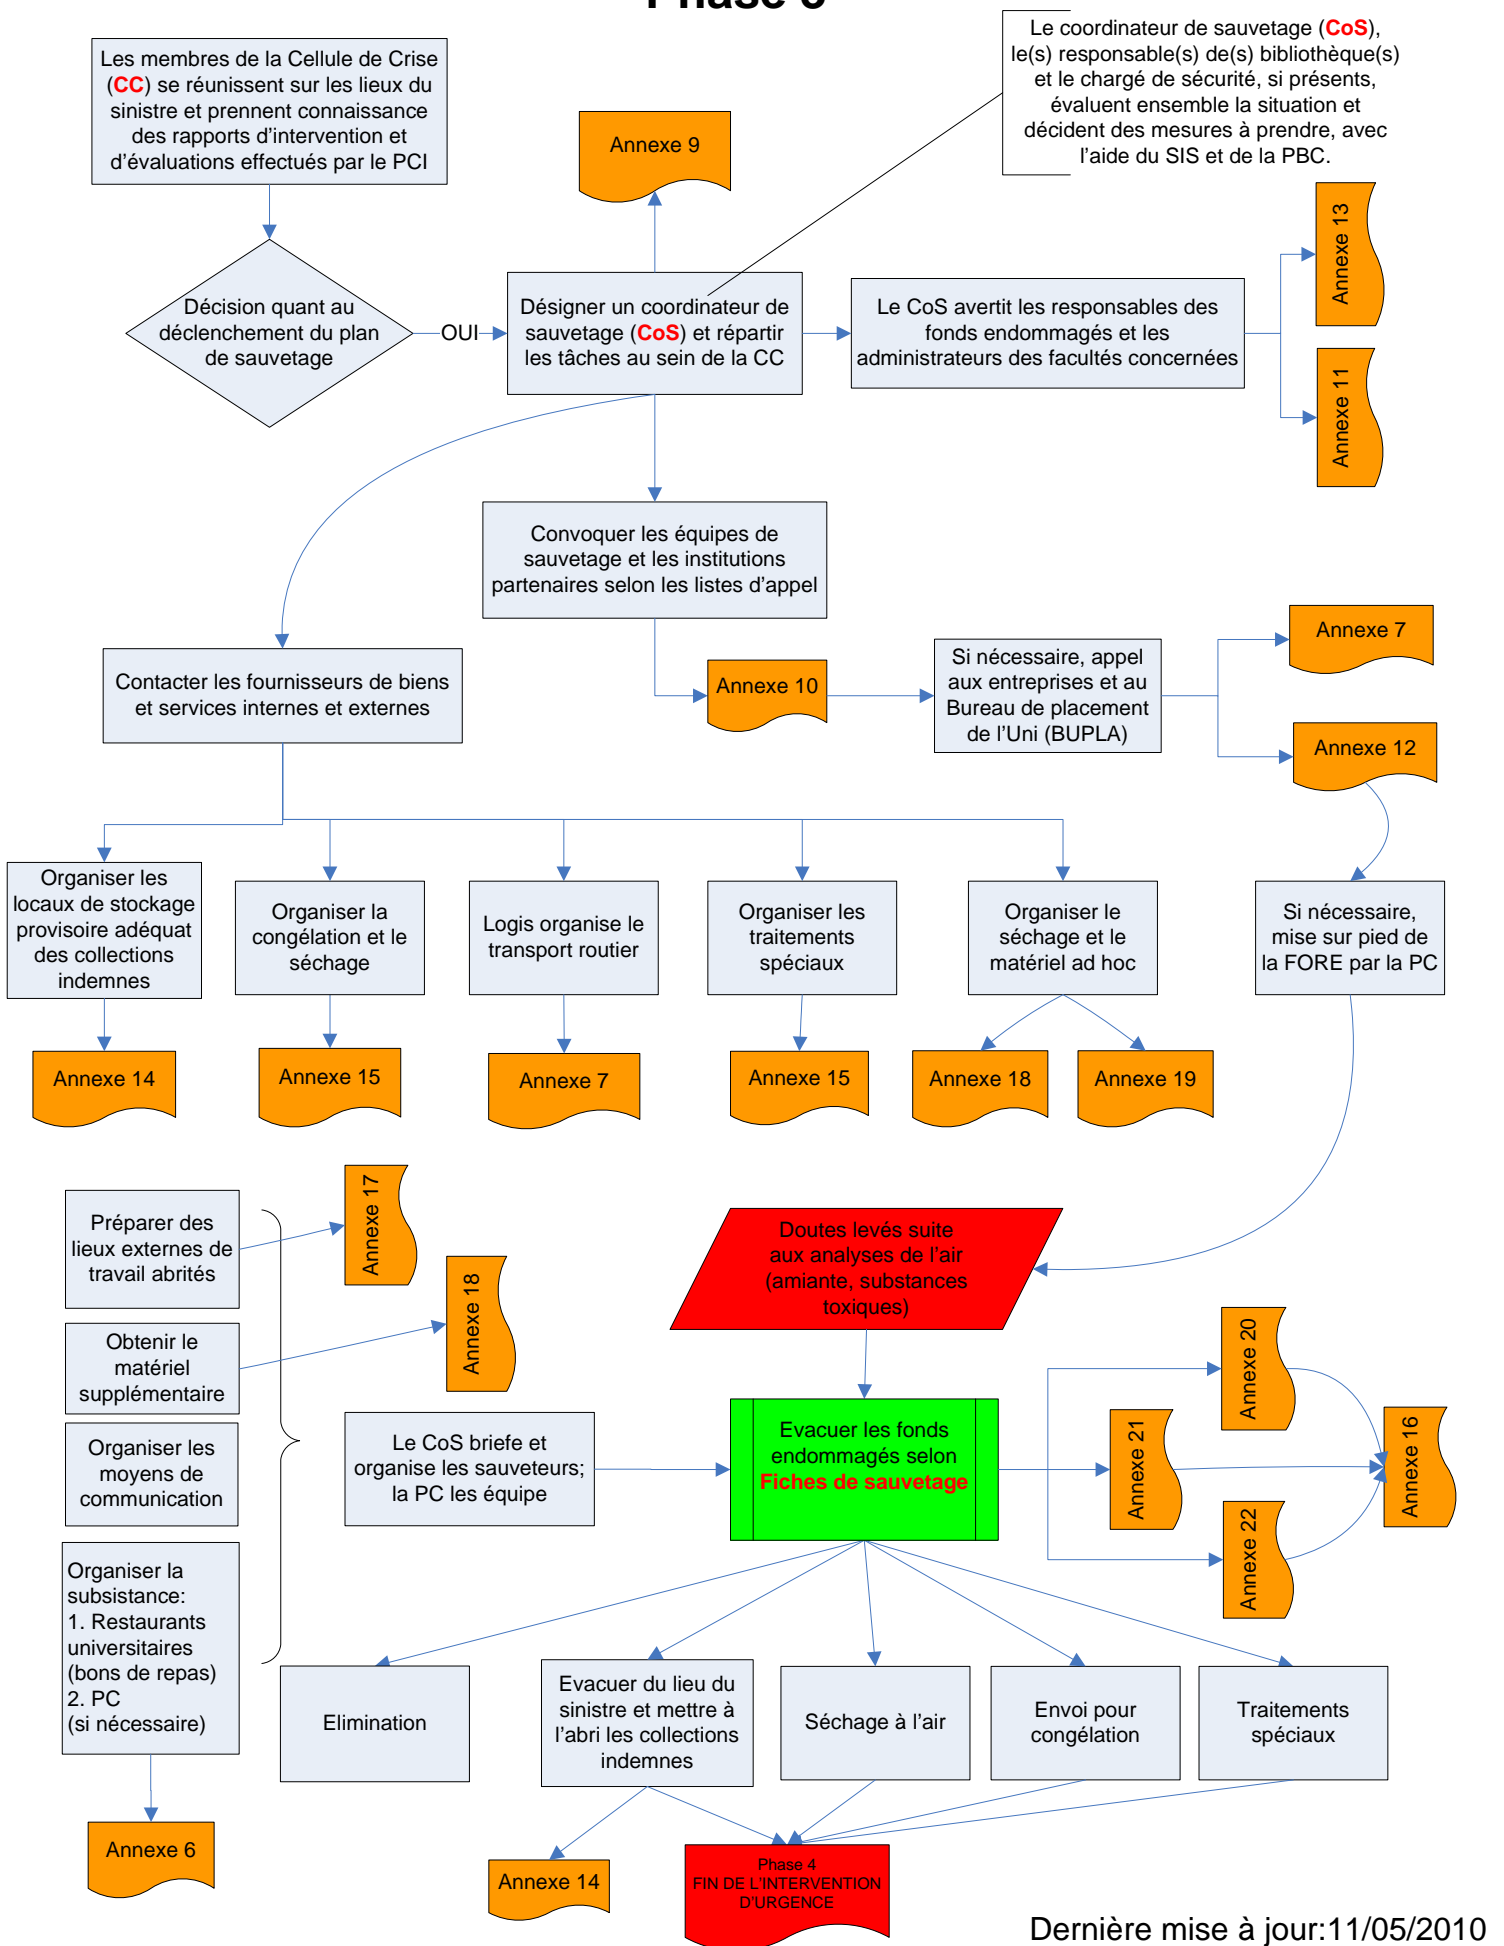 Les membres de la Cellule de Crise
(CC) se réunissent sur les lieux du
sinistre et prennent connaissance
des rapports d'intervention et
d'évaluations effectués par le PCI
Le coordinateur de sauvetage (CoS),
le(s) responsable(s) de(s) bibliothèque(s)
et le chargé de sécurité, si présents,
évaluent ensemble la situation et
décident des mesures à prendre, avec
l'aide du SIS et de la PBC.
Annexe 9
Annexe 13
Décision quant au
déclenchement du plan
de sauvetage
OUI
Désigner un coordinateur de
sauvetage (CoS) et répartir
les tâches au sein de la CC
Le CoS avertit les responsables des
fonds endommagés et les
administrateurs des facultés concernées
Annexe 11
Convoquer les équipes de
sauvetage et les institutions
partenaires selon les listes d'appel
Contacter les fournisseurs de biens
et services internes et externes
Annexe 10
Si nécessaire, appel
aux entreprises et au
Bureau de placement
de l'Uni (BUPLA)
Annexe 7
Annexe 12
Organiser les
locaux de stockage
provisoire adéquat
des collections
indemnes
Organiser la
congélation et le
séchage
Logis organise le
transport routier
Organiser les
traitements
spéciaux
Organiser le
séchage et le
matériel ad hoc
Si nécessaire,
mise sur pied de
la FORE par la PC
Annexe 14
Annexe 15
Annexe 7
Annexe 15
Annexe 18
Annexe 19
Préparer des
lieux externes de
travail abrités
Annexe 17
Doutes levés suite
aux analyses de l'air
(amiante, substances
toxiques)
Obtenir le
matériel
supplémentaire
Annexe 18
Annexe 20
Organiser les
moyens de
communication
Le CoS briefe et
organise les sauveteurs;
la PC les équipe
Evacuer les fonds
endommagés selon
Fiches de sauvetage
Annexe 21
Annexe 16
Annexe 22
Organiser la
subsistance:
1. Restaurants
universitaires
(bons de repas)
2. PC
(si nécessaire)
Elimination
Evacuer du lieu du
sinistre et mettre à
l'abri les collections
indemnes
Séchage à l'air
Envoi pour
congélation
Traitements
spéciaux
Annexe 6
Annexe 14
Phase 4
FIN DE L'INTERVENTION
D'URGENCE
Dernière mise à jour:11/05/2010